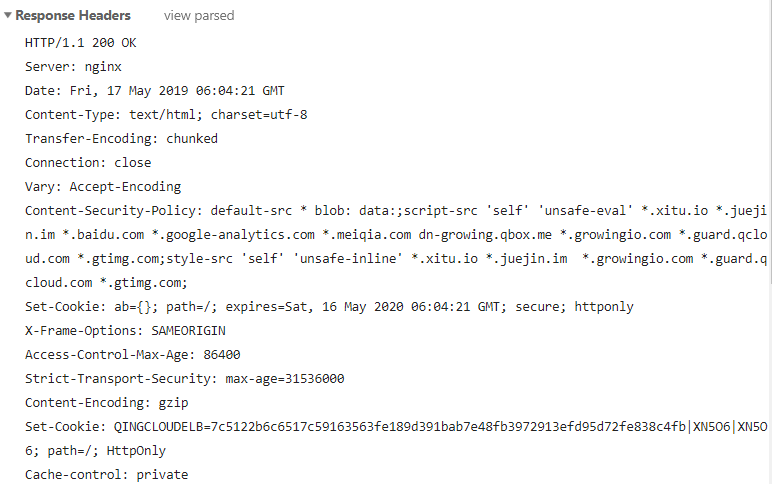 ▼ Response Headers view parsed
HTTP/1.1 200 OK
Server: nginx
Date: Fri, 17 May 2019 06:04:21 GMT
Content-Type: text/html; charset=utf-8
Transfer-Encoding: chunked
Connection: close
Vary: Accept-Encoding
Content-Security-Policy: default-src * blob: data:;script-src 'self' 'unsafe-eval' *.xitu.io *.jueji
n.im *.baidu.com *.google-analytics.com *.meiqia.com dn-growing.qbox.me *.growingio.com *.guard.qclo
ud.com *.gtimg.com;style-src 'self' 'unsafe-inline' *.xitu.io *.juejin.im  *.growingio.com *.guard.q
cloud.com *.gtimg.com;
Set-Cookie: ab={}; path=/; expires=Sat, 16 May 2020 06:04:21 GMT; secure; httponly
X-Frame-Options: SAMEORIGIN
Access-Control-Max-Age: 86400
Strict-Transport-Security: max-age=31536000
Content-Encoding: gzip
Set-Cookie: QINGCLOUDELB=7c5122b6c6517c59163563fe189d391bab7e48fb3972913efd95d72fe838c4fb|XN5O6|XN5O
6; path=/; HttpOnly
Cache-control: private